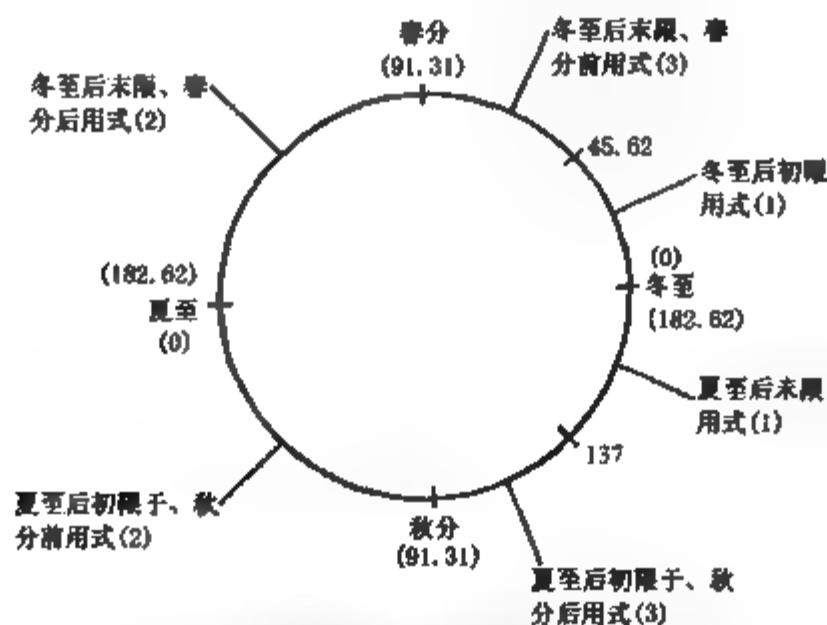 春分
(91.31)
冬至后末限、春
分前用式(3)
冬至后末限、春
分后用式(2)
45.62
冬至后初限
用式(1)
(0)
冬至
(182.62)
(182.62)
夏至
(0)
夏至后末限
用式(1)
137
夏至后初限于、秋
分前用式(2)
秋分
(91.31)
夏至后初限于、秋
分后用式(3)